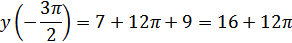 y(−3π/2) = 7 + 12π + 9 = 16 + 12π